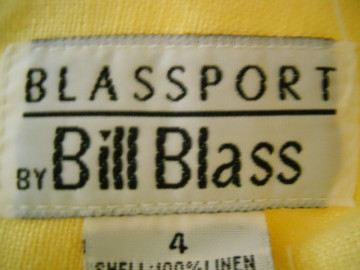 BLASSPORT
BY Bill Blass
4
SHELL: 100% LINEN